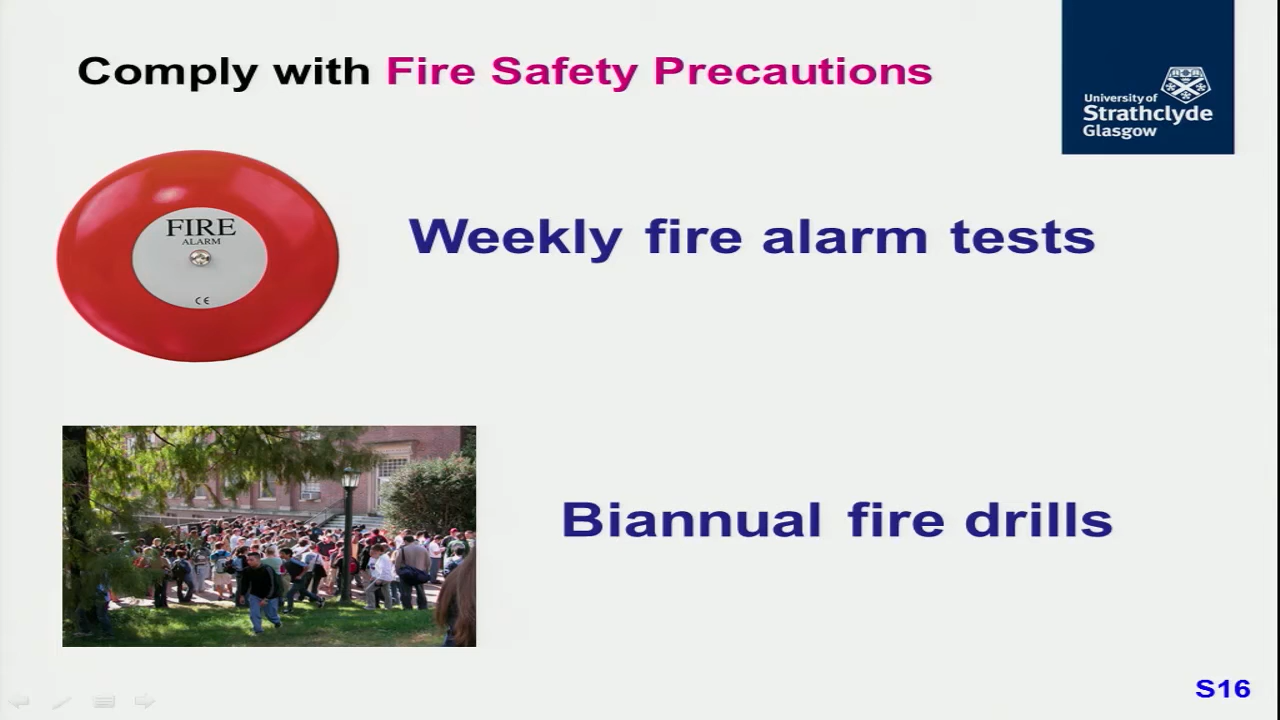 Comply with Fire Safety Precautions
University of
Strathclyde
Glasgow
FIRE
ALARM
CE
Weekly fire alarm tests
Biannual fire drills
S16